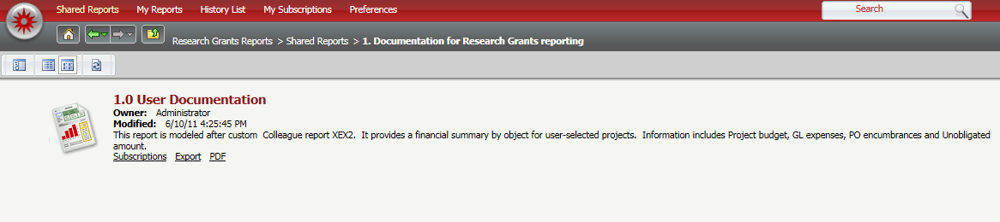 Shared Reports My Reports History List My Subscriptions Preferences Search
Research Grants Reports > Shared Reports > 1. Documentation for Research Grants reporting
1.0 User Documentation
Owner: Administrator
Modified: 6/10/11 4:25:45 PM
This report is modeled after custom Colleague report XEX2. It provides a financial summary by object for user-selected projects. Information includes Project budget, GL expenses, PO encumbrances and Unobligated
amount.
Subscriptions Export PDF